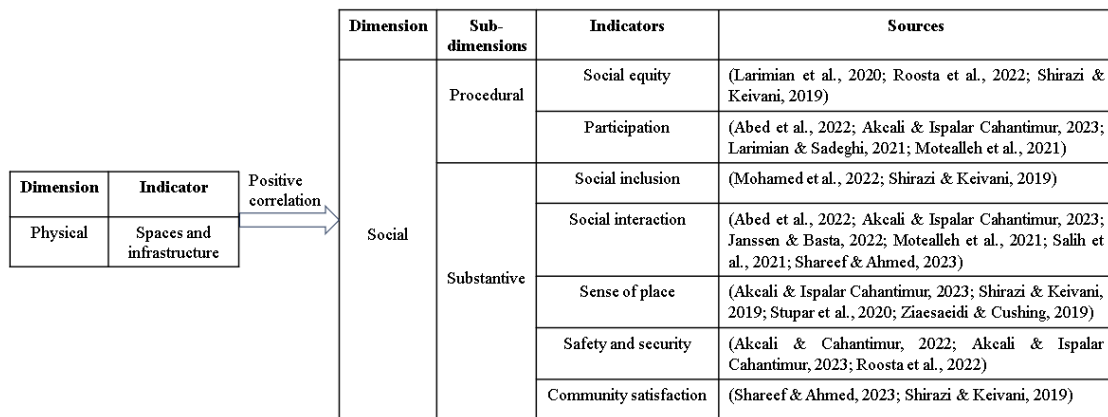 Dimension
Indicator
Physical
Spaces and
infrastructure
Positive
correlation
Dimension
Sub-
dimensions
Indicators
Sources
Social
Procedural
Social equity
(Larimian et al., 2020; Roosta et al., 2022; Shirazi &
Keivani, 2019)
Participation
(Abed et al., 2022; Akcali & Ispalar Cahantimur, 2023;
Larimian & Sadeghi, 2021; Motealleh et al., 2021)
Substantive
Social inclusion
(Mohamed et al., 2022; Shirazi & Keivani, 2019)
Social interaction
(Abed et al., 2022; Akcali & Ispalar Cahantimur, 2023;
Janssen & Basta, 2022; Motealleh et al., 2021; Salih et
al., 2021; Shareef & Ahmed, 2023)
Sense of place
(Akcali & Ispalar Cahantimur, 2023; Shirazi & Keivani,
2019; Stupar et al., 2020; Ziaesaeidi & Cushing, 2019)
Safety and security
(Akcali & Cahantimur, 2022; Akcali & Ispalar
Cahantimur, 2023; Roosta et al., 2022)
Community satisfaction
(Shareef & Ahmed, 2023; Shirazi & Keivani, 2019)